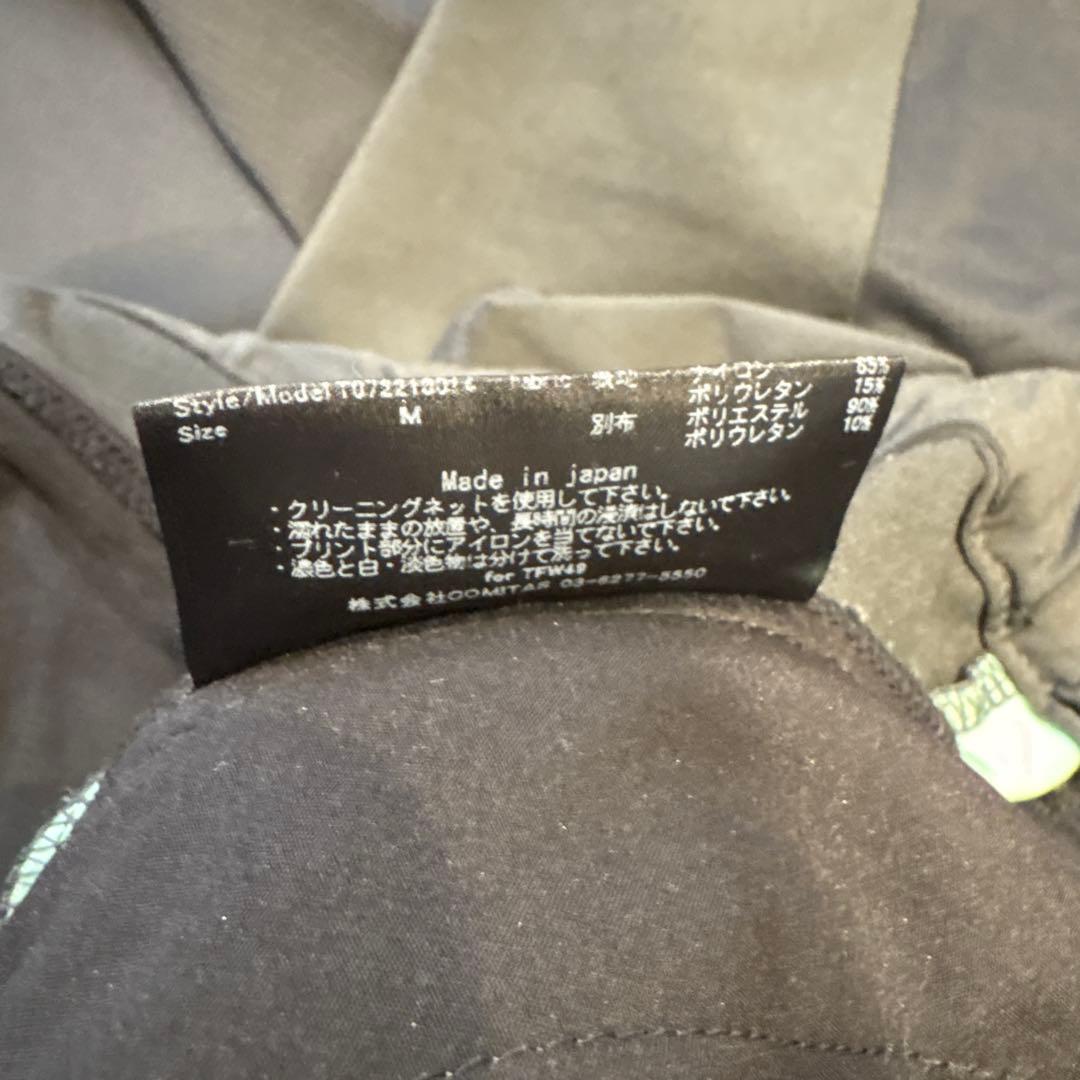 Style/Model T072213014 Fabric 表地 ナイロン 85%
ポリウレタン 15%
Size M 別布 ポリエステル 90%
ポリウレタン 10%
Made in japan
・クリーニングネットを使用して下さい。
・濡れたままの放置や、長時間の浸漬はしないで下さい。
・プリント部分にアイロンを当てないで下さい。
・濃色と白・淡色物は分けて洗って下さい。
for TFW49
株式会社COMITAS 03-6277-5550